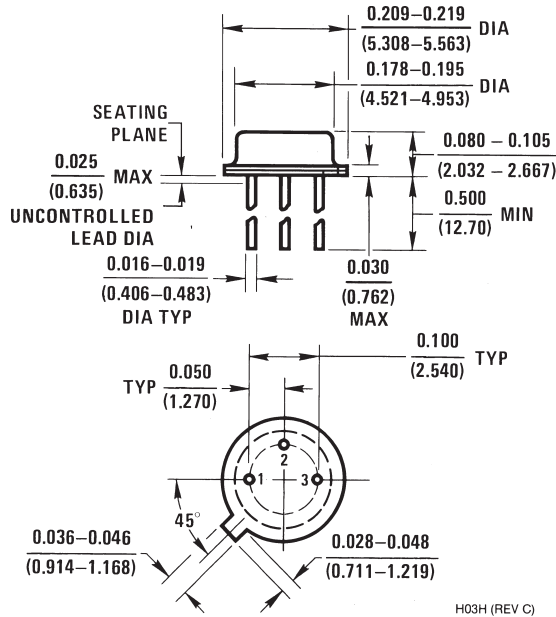 0.209–0.219
(5.308–5.563)
DIA
0.178–0.195
(4.521–4.953)
DIA
SEATING
PLANE
0.080 – 0.105
(2.032 – 2.667)
0.025
(0.635)
MAX
0.500
(12.70)
MIN
UNCONTROLLED
LEAD DIA
0.016–0.019
(0.406–0.483)
DIA TYP
0.030
(0.762)
MAX
0.100
(2.540)
TYP
TYP
0.050
(1.270)
2
1
3
45°
0.036–0.046
(0.914–1.168)
0.028–0.048
(0.711–1.219)
H03H (REV C)